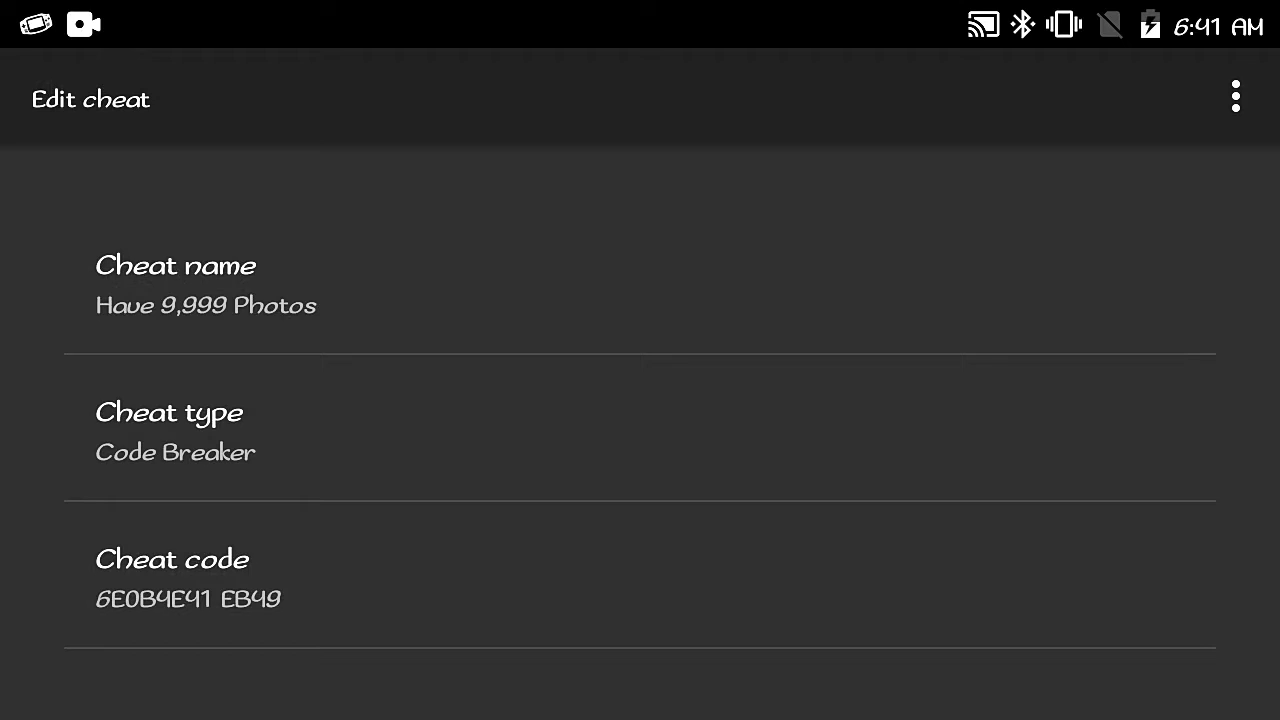 6:41 AM
Edit cheat
Cheat name
Have 9,999 Photos
Cheat type
Code Breaker
Cheat code
6E0B4E41 EB49